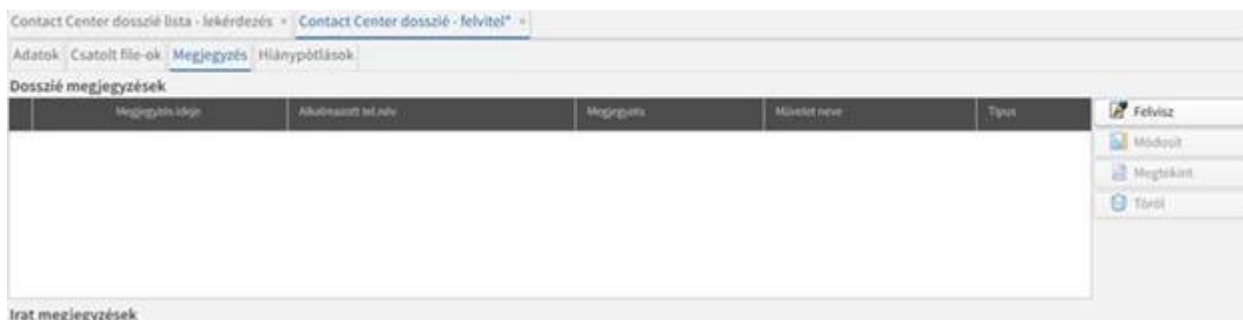 Contact Center dosszié lista - lekérdezés × Contact Center dosszié - felvitel* ×
Adatok Csatolt file-ok Megjegyzés Hiánypótlások
Dosszié megjegyzések
Megjegyzés ideje Alkalmazott tel.név Megjegyzés Művelet neve Típus
Felvisz
Módosít
Megtekint
Töröl
Irat megjegyzések